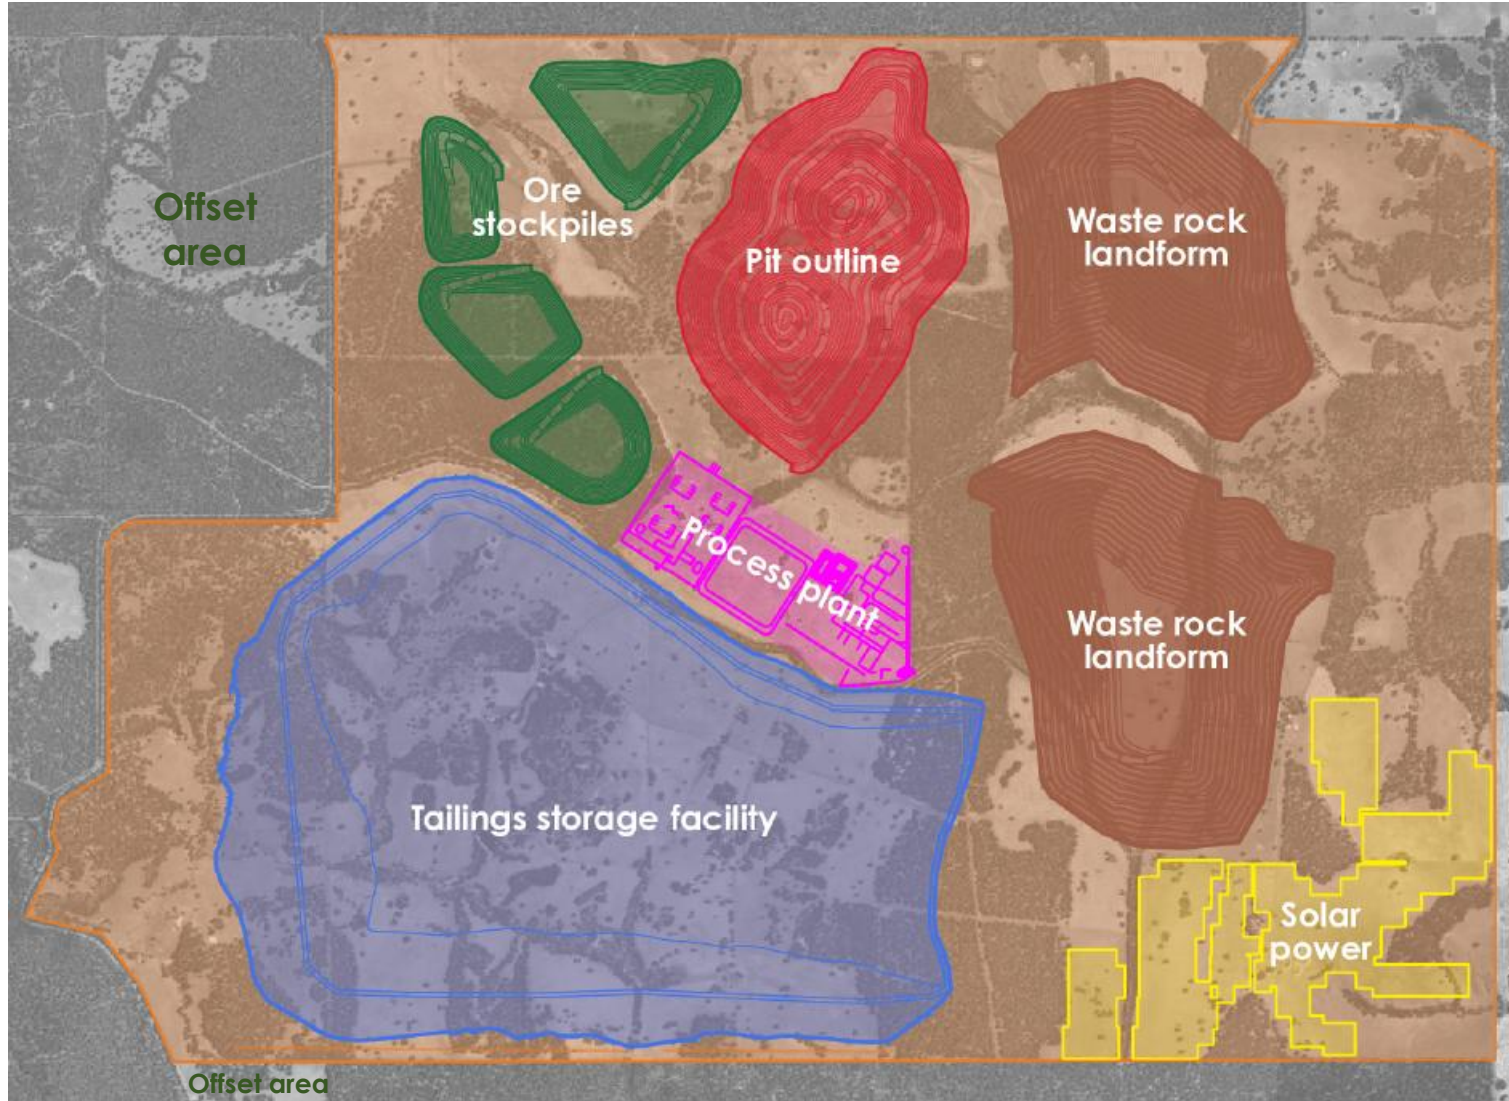 Offset
area
Ore
stockpiles
Pit outline
Waste rock
landform
Process plant
Waste rock
landform
Tailings storage facility
Solar
power
Offset area